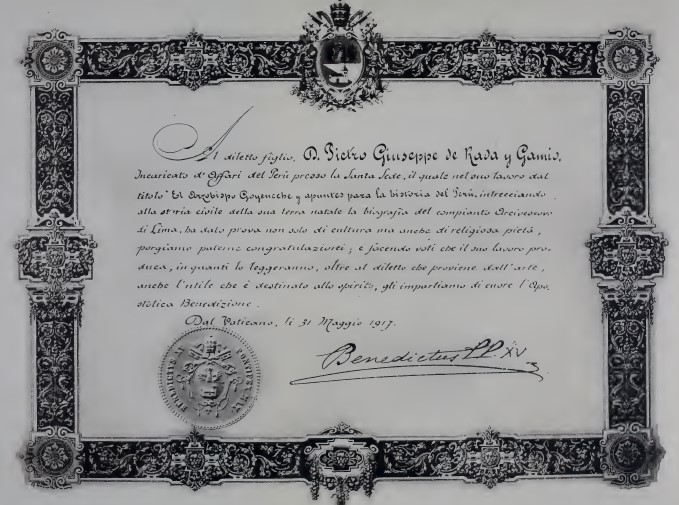 Al diletto figlio, D. Pietro Giuseppe de Rada y Gamio,
Incaricato d'Affari del Perù presso la Santa Sede, il quale nel suo lavoro dal
titolo "El Arzobispo Goyeneche y apuntes para la historia del Perù, intrecciando
alla storia civile della sua terra natale la biografia del compianto Arcivescovo
di Lima, ha dato prova non solo di cultura ma anche di religiosa pietà,
porgiamo paterne congratulazioni; e facendo voti che il suo lavoro pro-
duca, in quanti lo leggeranno, oltre al diletto che proviene dall'arte,
anche l'utile che è destinato allo spirito, gli impartiamo di cuore l'Apo-
stolica Benedizione.
Dal Vaticano, li 31 Maggio 1917.
Benedictus PP. XV
BENEDICTVS XV PONTIFEX MAX